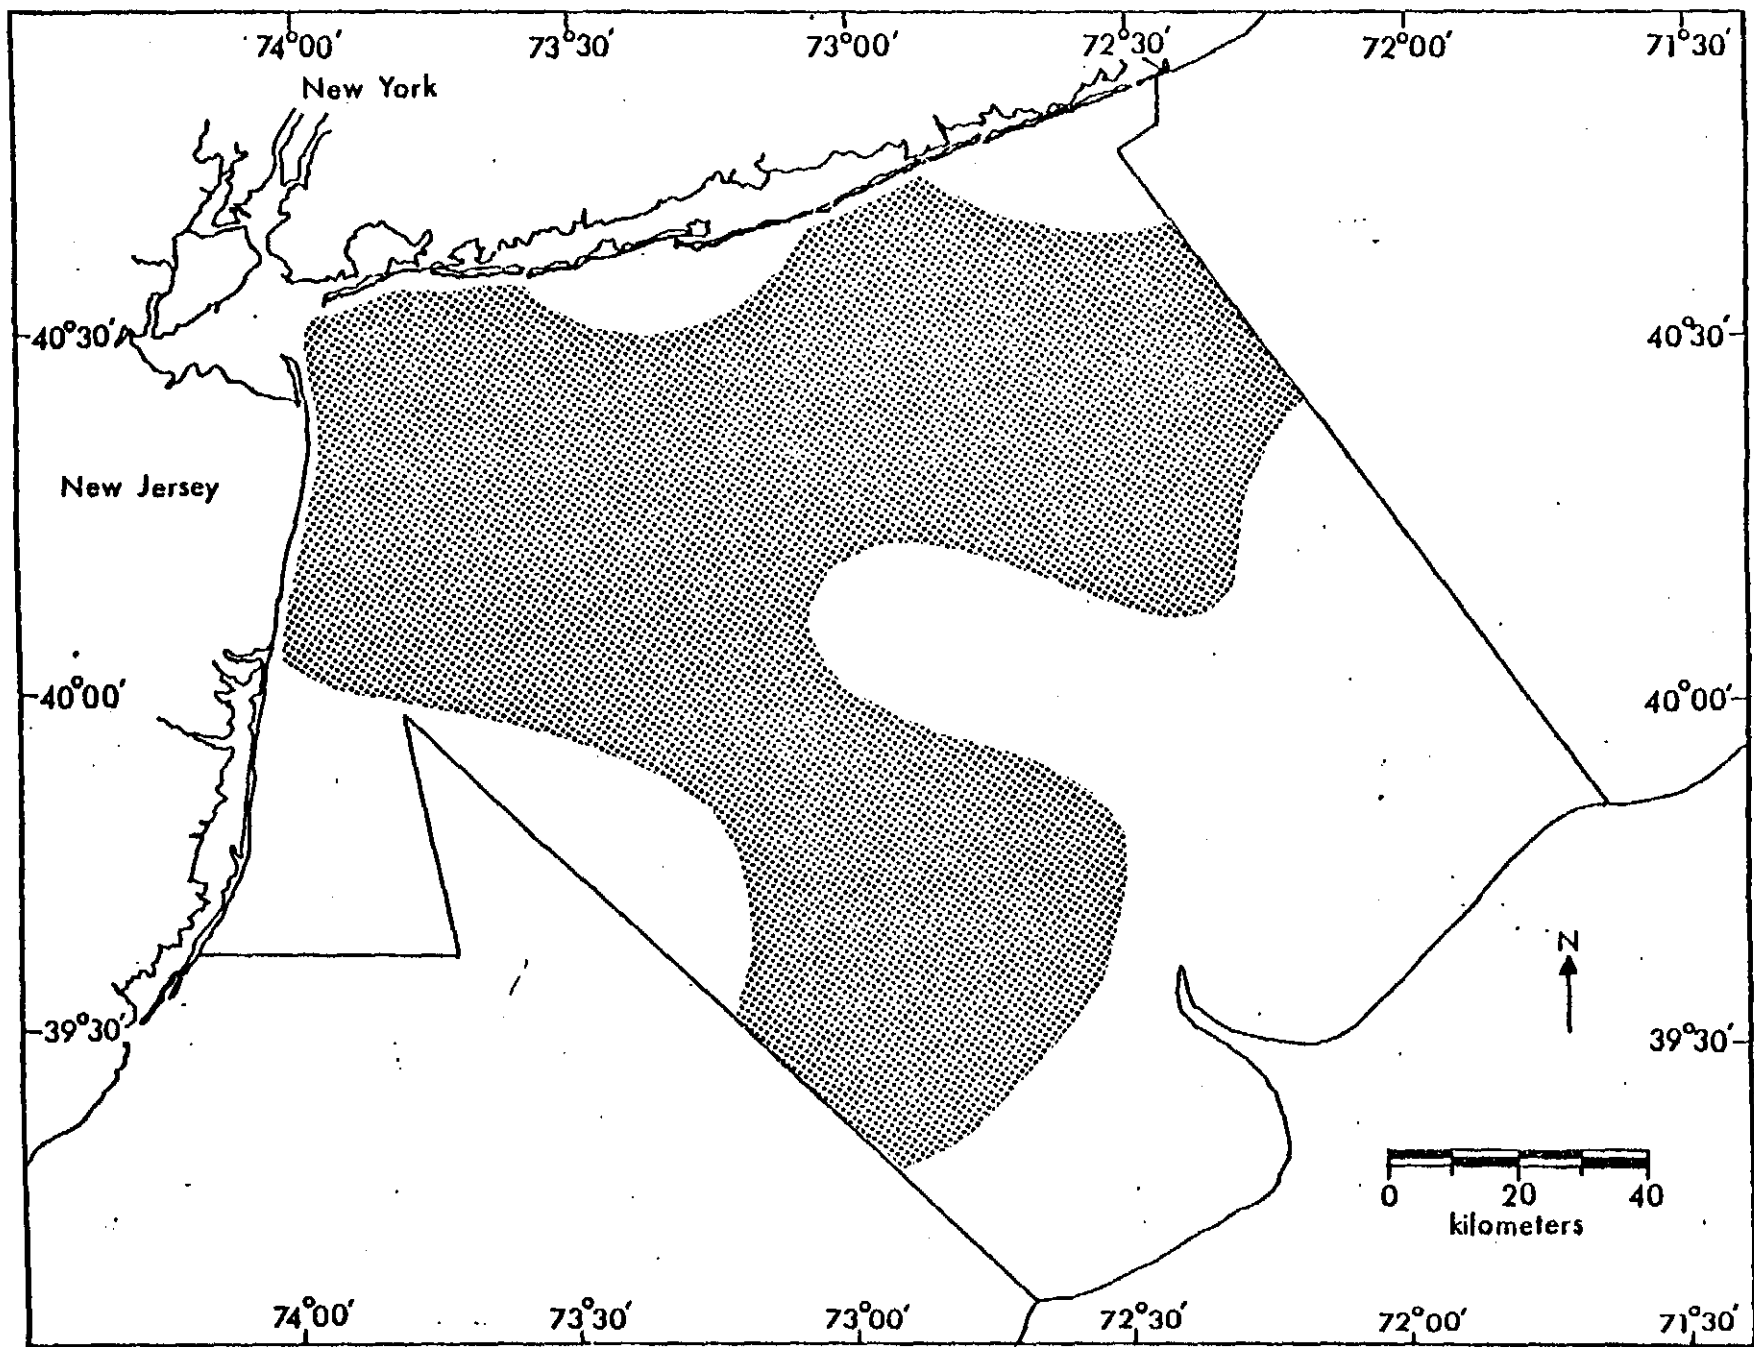 74°00′ 73°30′ 73°00′ 72°30′ 72°00′ 71°30′
New York
40°30′ 40°30′
New Jersey
40°00′ 40°00′
N
39°30′ 39°30′
0 20 40
kilometers
74°00′ 73°30′ 73°00′ 72°30′ 72°00′ 71°30′